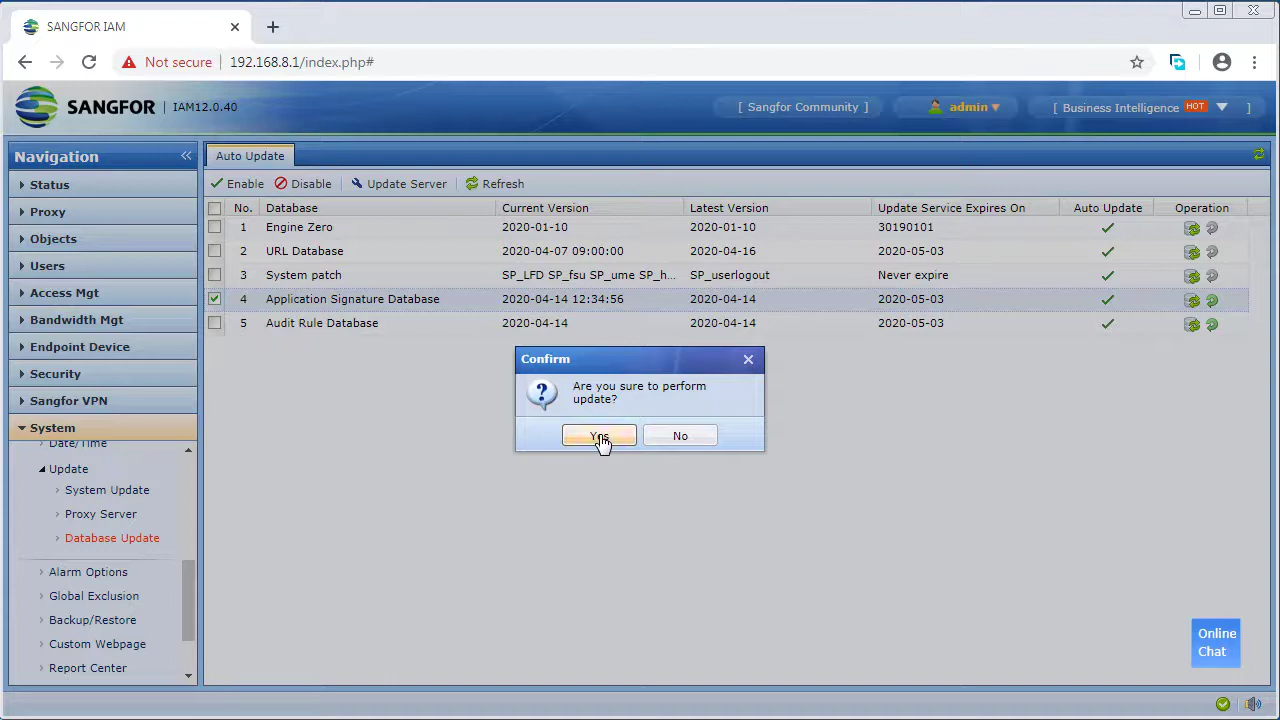 SANGFOR IAM
Not secure 192.168.8.1/index.php#
SANGFOR | IAM12.0.40
[ Sangfor Community ]
admin
[ Business Intelligence HOT ]
Navigation
Status
Proxy
Objects
Users
Access Mgt
Bandwidth Mgt
Endpoint Device
Security
Sangfor VPN
System
Date/Time
Update
System Update
Proxy Server
Database Update
Alarm Options
Global Exclusion
Backup/Restore
Custom Webpage
Report Center
Auto Update
Enable Disable Update Server Refresh
No. Database Current Version Latest Version Update Service Expires On Auto Update Operation
1 Engine Zero 2020-01-10 2020-01-10 30190101
2 URL Database 2020-04-07 09:00:00 2020-04-16 2020-05-03
3 System patch SP_LFD SP_fsu SP_ume SP_h... SP_userlogout Never expire
4 Application Signature Database 2020-04-14 12:34:56 2020-04-14 2020-05-03
5 Audit Rule Database 2020-04-14 2020-04-14 2020-05-03
Confirm
Are you sure to perform
update?
Yes No
Online
Chat